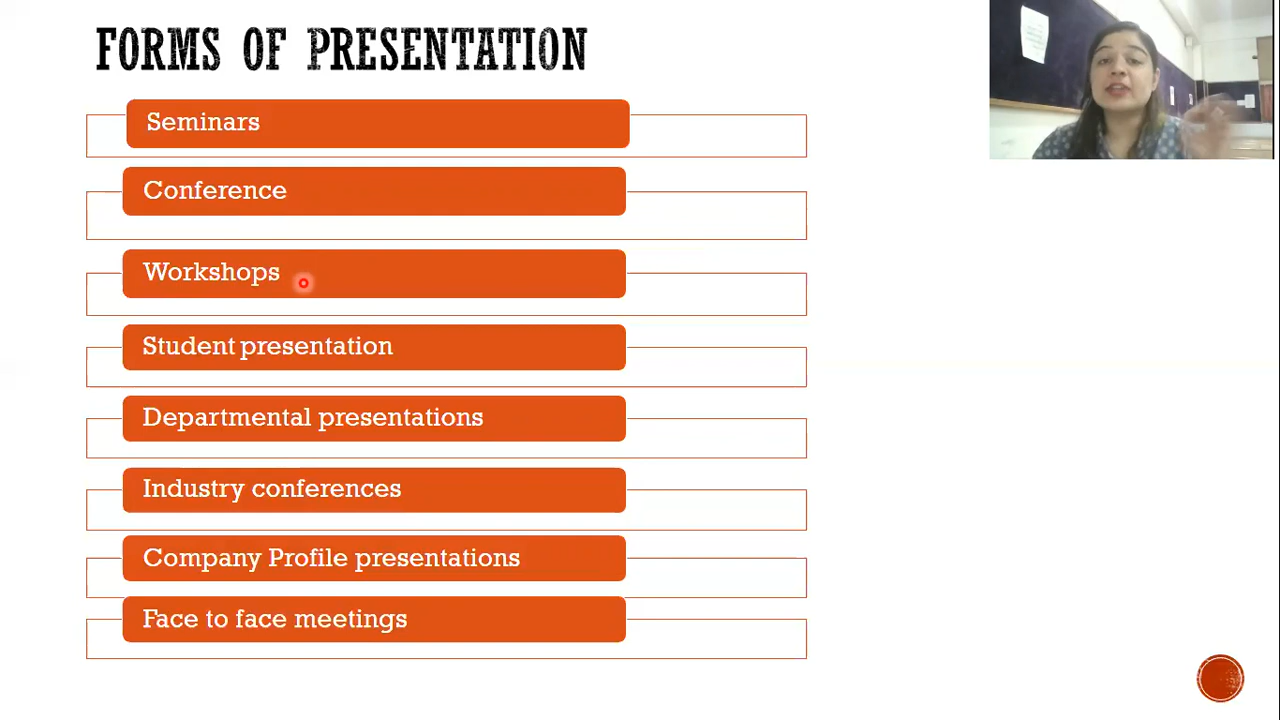 FORMS OF PRESENTATION
Seminars
Conference
Workshops
Student presentation
Departmental presentations
Industry conferences
Company Profile presentations
Face to face meetings